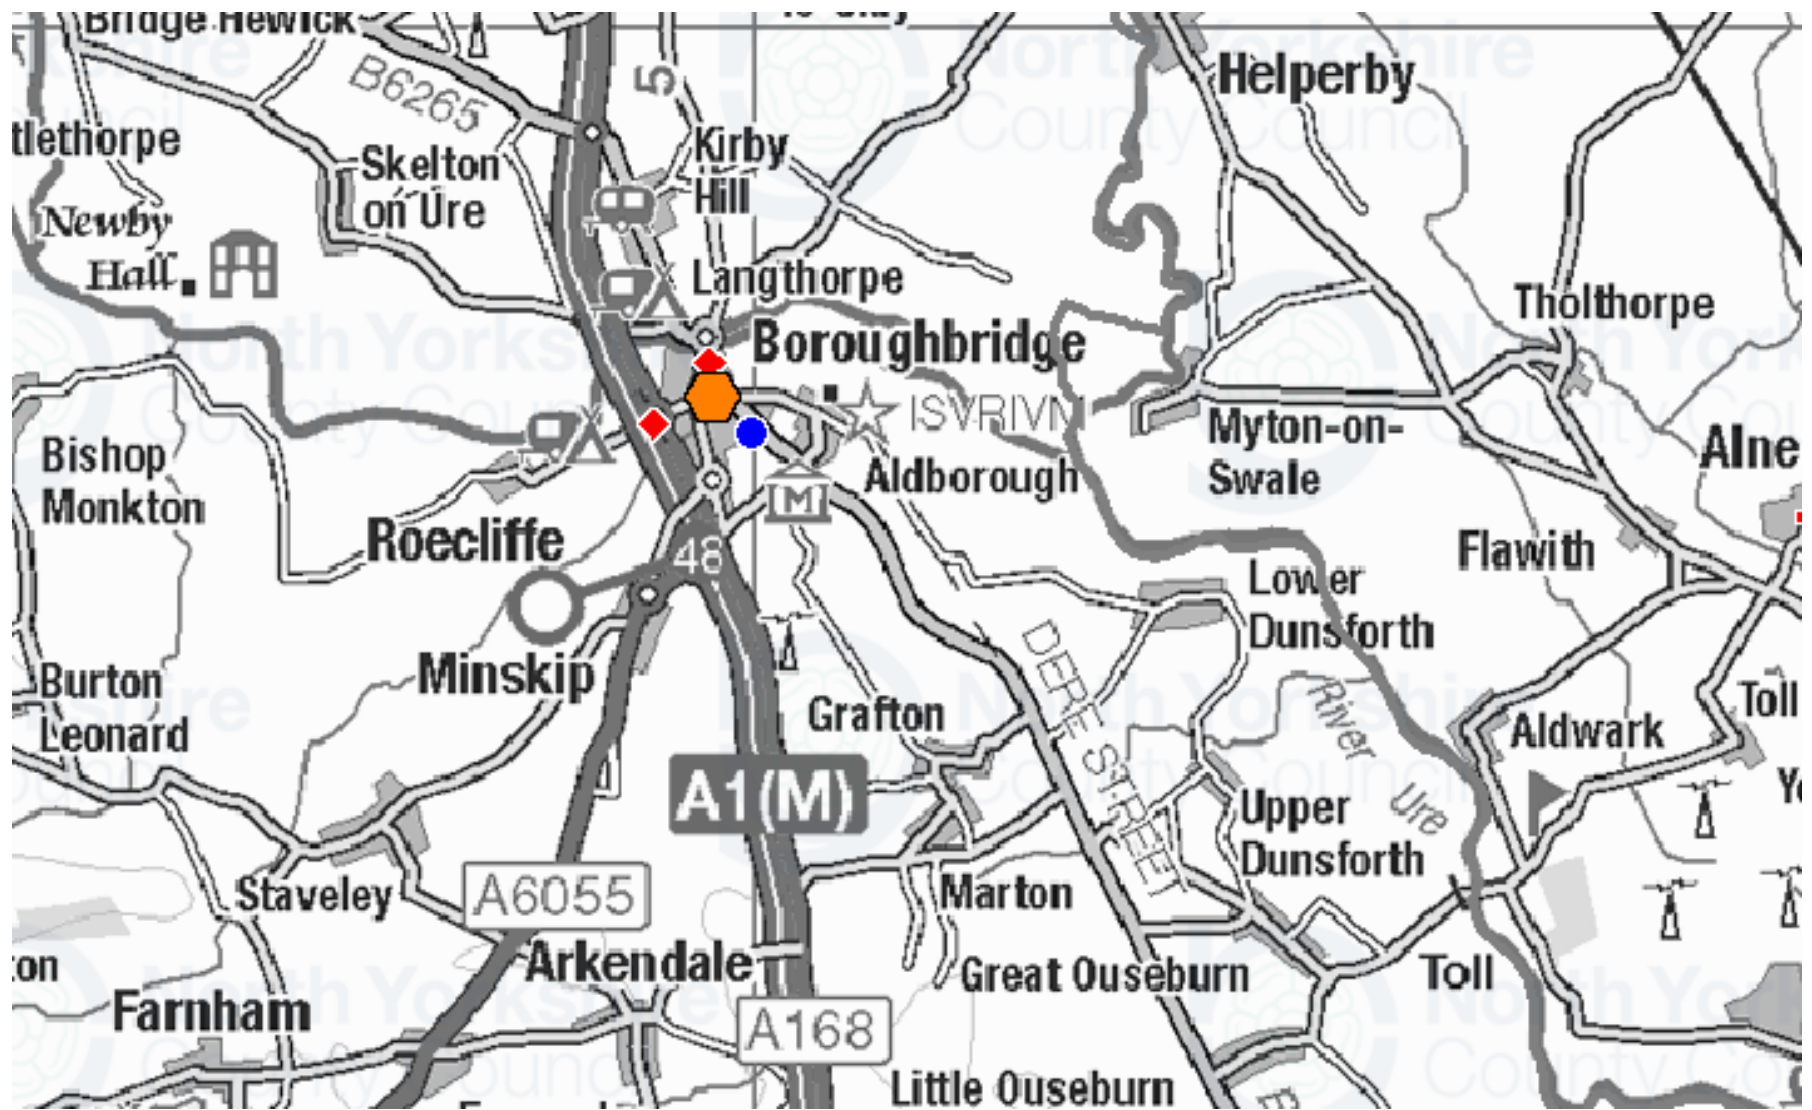 Bridge Hewick
B6265
5
Helperby
tlethorpe
Skelton
on Ure
Kirby
Hill
Newby
Hall
Langthorpe
Tholthorpe
Boroughbridge
ISVRIVM
Bishop
Monkton
Aldborough
Myton-on-
Swale
Alne
Roecliffe
48
Flawith
Lower
Dunsforth
Minskip
Burton
Leonard
Grafton
DERE STREET
River
Ure
Aldwark
Toll
A1(M)
Upper
Dunsforth
Staveley
A6055
Marton
Arkendale
Great Ouseburn
Toll
Farnham
A168
Little Ouseburn
M
North Yorkshire
County Council